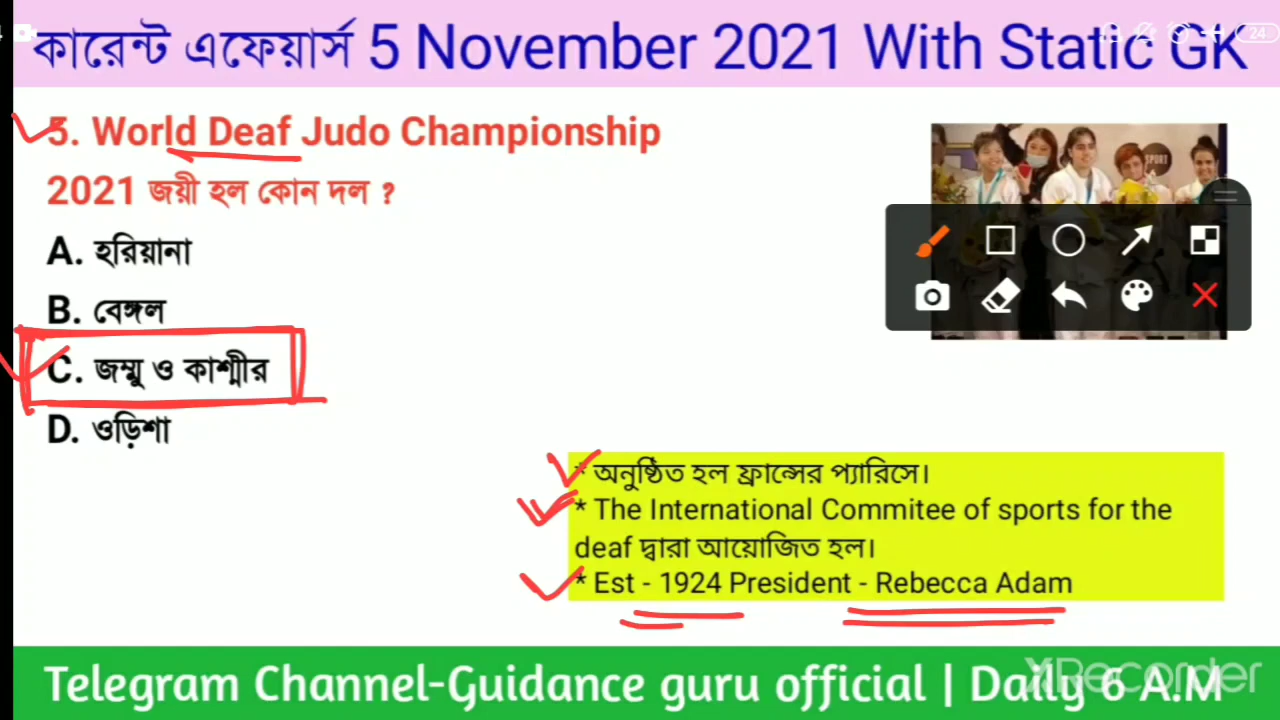 কারেন্ট এফেয়ার্স 5 November 2021 With Static GK
24
5. World Deaf Judo Championship
2021 জয়ী হল কোন দল ?
A. হরিয়ানা
B. বেঙ্গল
C. জম্মু ও কাশ্মীর
D. ওড়িশা
SPORT
* অনুষ্ঠিত হল ফ্রান্সের প্যারিসে।
* The International Commitee of sports for the
deaf দ্বারা আয়োজিত হল।
* Est - 1924 President - Rebecca Adam
Telegram Channel-Guidance guru official | Daily 6 A.M
XRecorder